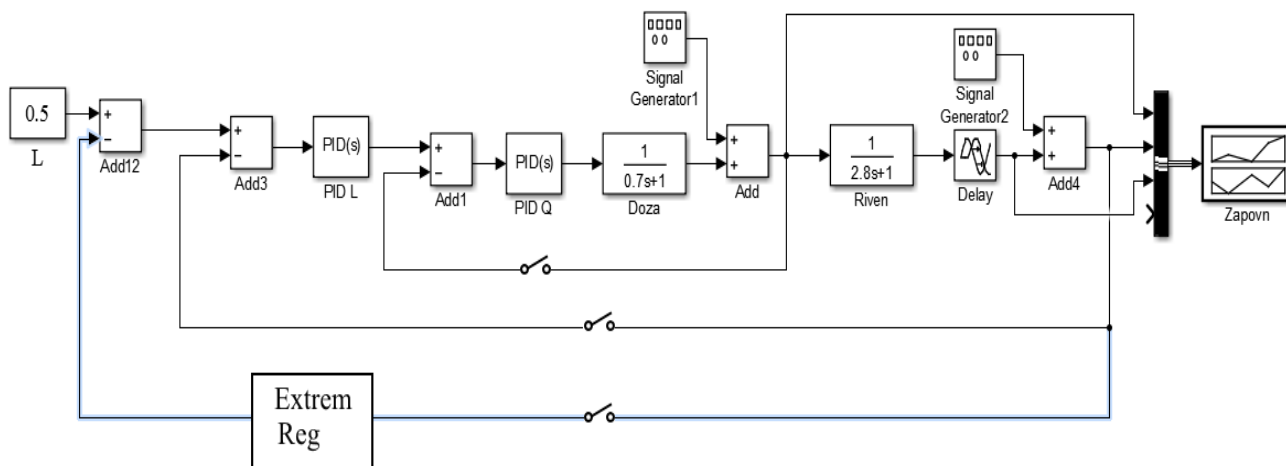 Signal
Generator1
Signal
Generator2
0.5
L
+
−
Add12
+
−
Add3
PID(s)
PID L
+
−
Add1
PID(s)
PID Q
1
0.7s+1
Doza
+
+
Add
1
2.8s+1
Riven
Delay
+
+
Add4
Zapovn
Extrem
Reg